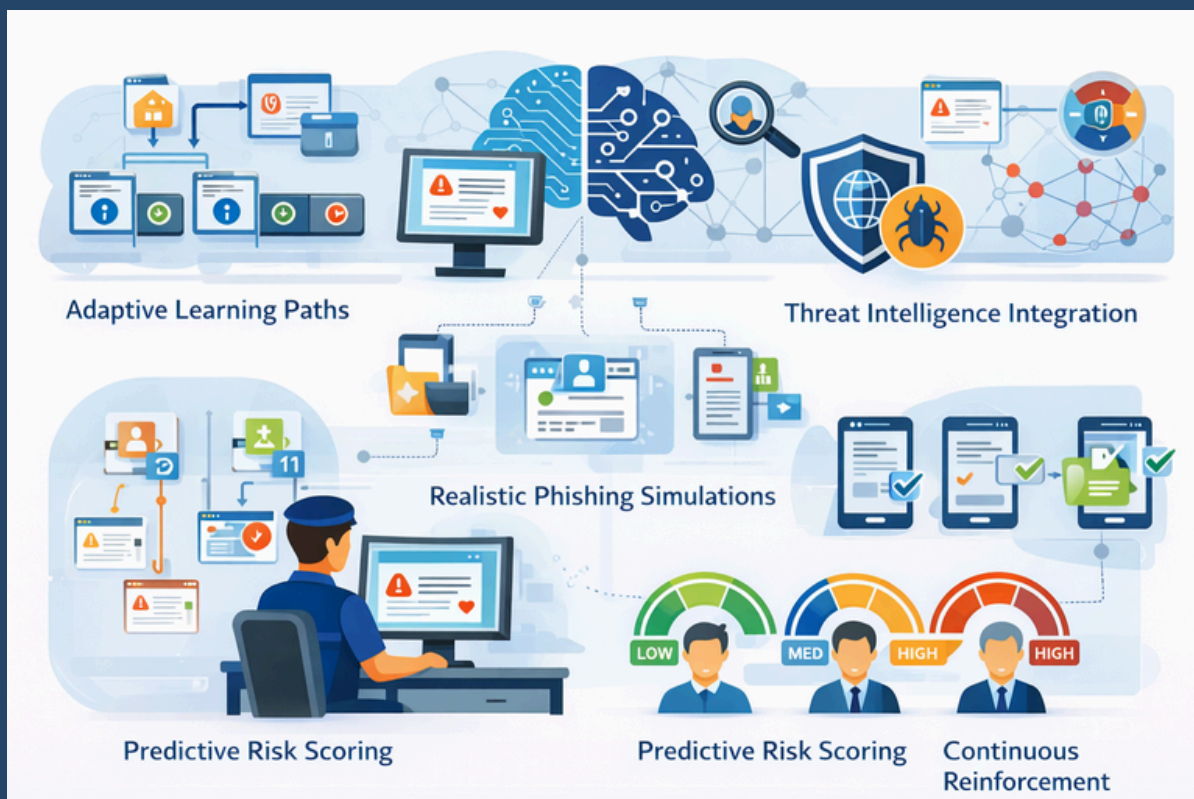 Adaptive Learning Paths
Threat Intelligence Integration
11
Realistic Phishing Simulations
LOW
MED
HIGH
HIGH
Predictive Risk Scoring
Predictive Risk Scoring
Continuous
Reinforcement